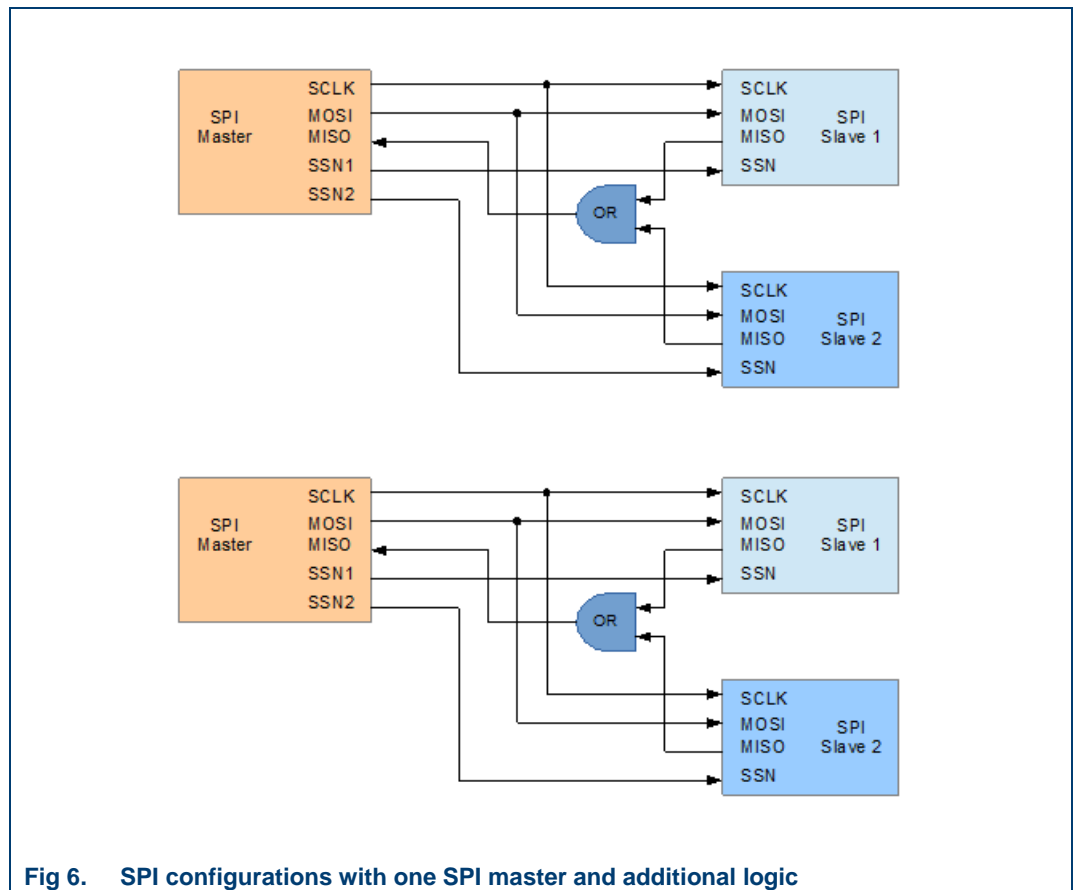 SCLK
MOSI
MISO
SSN1
SSN2
SPI
Master
SCLK
MOSI
MISO
SSN
SPI
Slave 1
OR
SCLK
MOSI
MISO
SSN
SPI
Slave 2
SCLK
MOSI
MISO
SSN1
SSN2
SPI
Master
SCLK
MOSI
MISO
SSN
SPI
Slave 1
OR
SCLK
MOSI
MISO
SSN
SPI
Slave 2
Fig 6. SPI configurations with one SPI master and additional logic